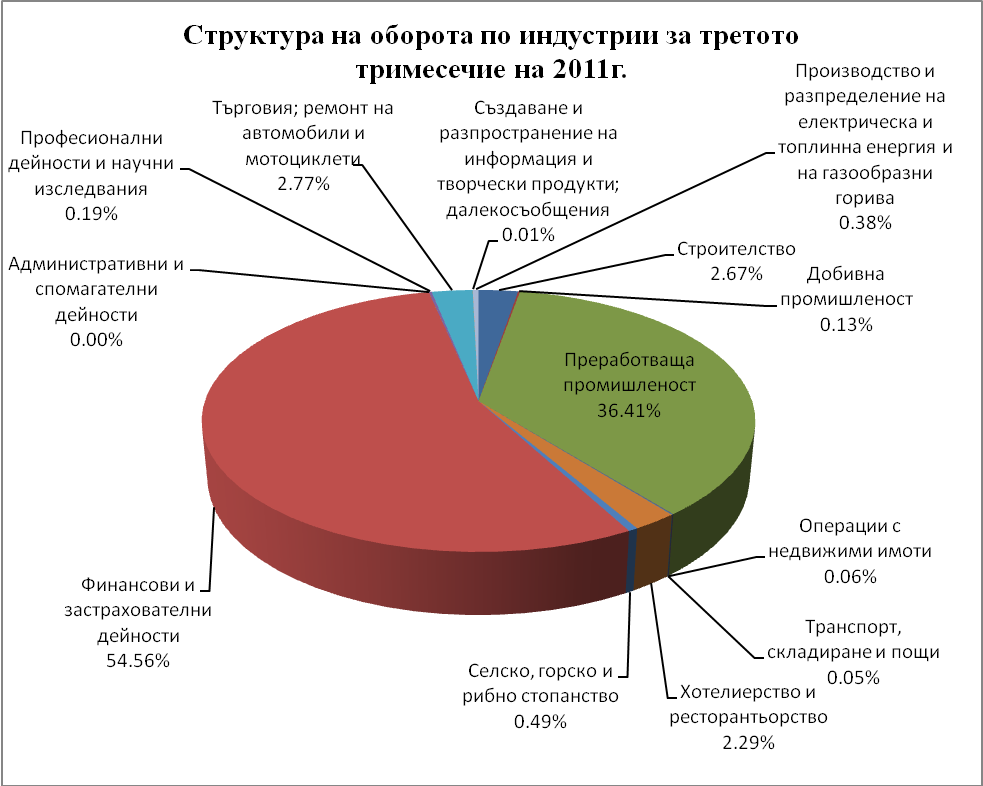 Структура на оборота по индустрии за третото
тримесечие на 2011г.
Производство и
разпределение на
електрическа и
топлинна енергия и
на газообразни
горива
0.38%
Създаване и
разпространение на
информация и
творчески продукти;
далекосъобщения
0.01%
Търговия; ремонт на
автомобили и
мотоциклети
2.77%
Професионални
дейности и научни
изследвания
0.19%
Административни и
спомагателни
дейности
0.00%
Строителство
2.67%
Добивна
промишленост
0.13%
Преработваща
промишленост
36.41%
Операции с
недвижими имоти
0.06%
Транспорт,
складиране и пощи
0.05%
Хотелиерство и
ресторантьорство
2.29%
Селско, горско и
рибно стопанство
0.49%
Финансови и
застрахователни
дейности
54.56%